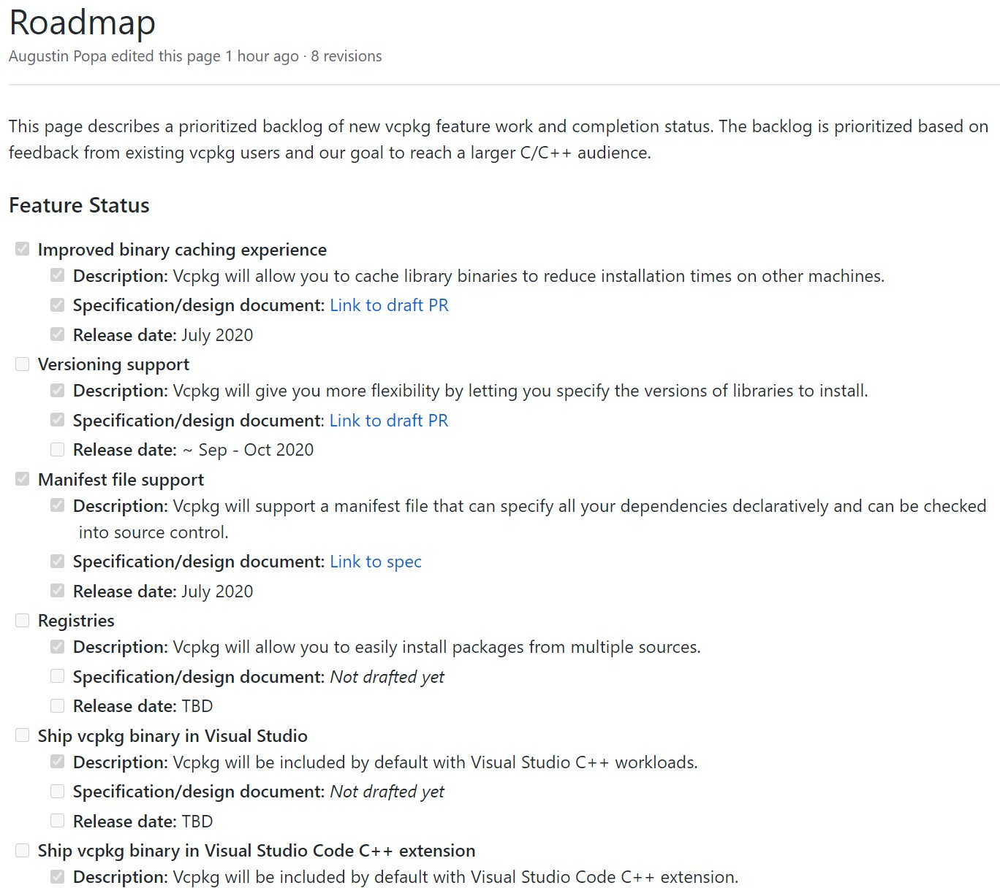 Roadmap
Augustin Popa edited this page 1 hour ago · 8 revisions
This page describes a prioritized backlog of new vcpkg feature work and completion status. The backlog is prioritized based on
feedback from existing vcpkg users and our goal to reach a larger C/C++ audience.
Feature Status
Improved binary caching experience
Description: Vcpkg will allow you to cache library binaries to reduce installation times on other machines.
Specification/design document: Link to draft PR
Release date: July 2020
Versioning support
Description: Vcpkg will give you more flexibility by letting you specify the versions of libraries to install.
Specification/design document: Link to draft PR
Release date: ~ Sep - Oct 2020
Manifest file support
Description: Vcpkg will support a manifest file that can specify all your dependencies declaratively and can be checked
into source control.
Specification/design document: Link to spec
Release date: July 2020
Registries
Description: Vcpkg will allow you to easily install packages from multiple sources.
Specification/design document: Not drafted yet
Release date: TBD
Ship vcpkg binary in Visual Studio
Description: Vcpkg will be included by default with Visual Studio C++ workloads.
Specification/design document: Not drafted yet
Release date: TBD
Ship vcpkg binary in Visual Studio Code C++ extension
Description: Vcpkg will be included by default with Visual Studio Code C++ extension.